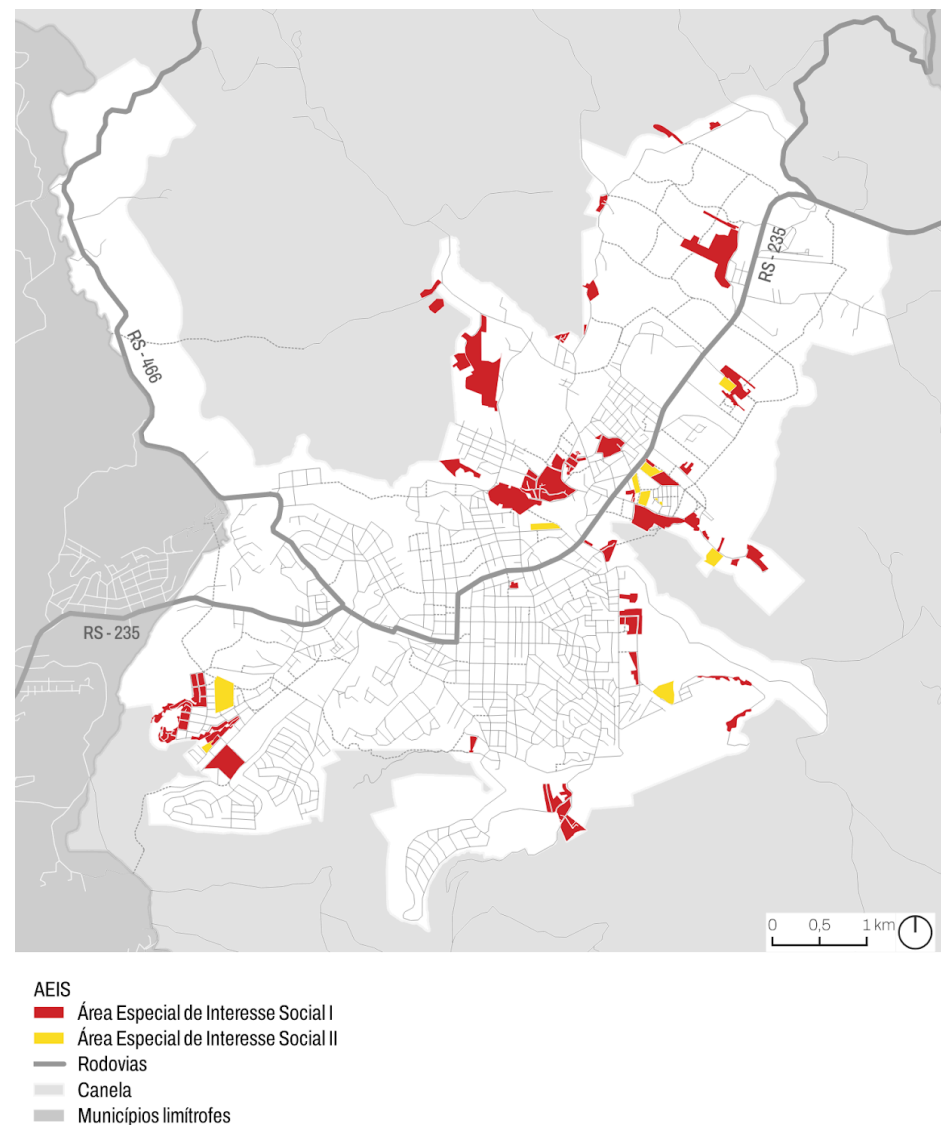 RS - 235
RS - 466
RS - 235
0 0,5 1 km
AEIS
Área Especial de Interesse Social I
Área Especial de Interesse Social II
Rodovias
Canela
Municípios limítrofes